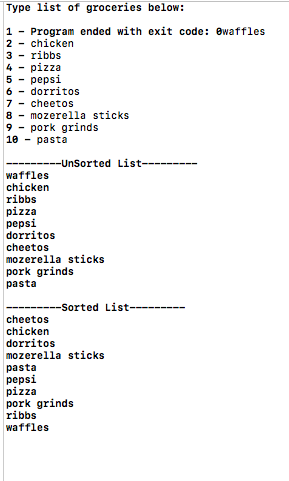 Type list of groceries below:
1 - Program ended with exit code: 0waffles
2 - chicken
3 - ribbs
4 - pizza
5 - pepsi
6 - dorritos
7 - cheetos
8 - mozerella sticks
9 - pork grinds
10 - pasta
---------UnSorted List---------
waffles
chicken
ribbs
pizza
pepsi
dorritos
cheetos
mozerella sticks
pork grinds
pasta
---------Sorted List---------
cheetos
chicken
dorritos
mozerella sticks
pasta
pepsi
pizza
pork grinds
ribbs
waffles